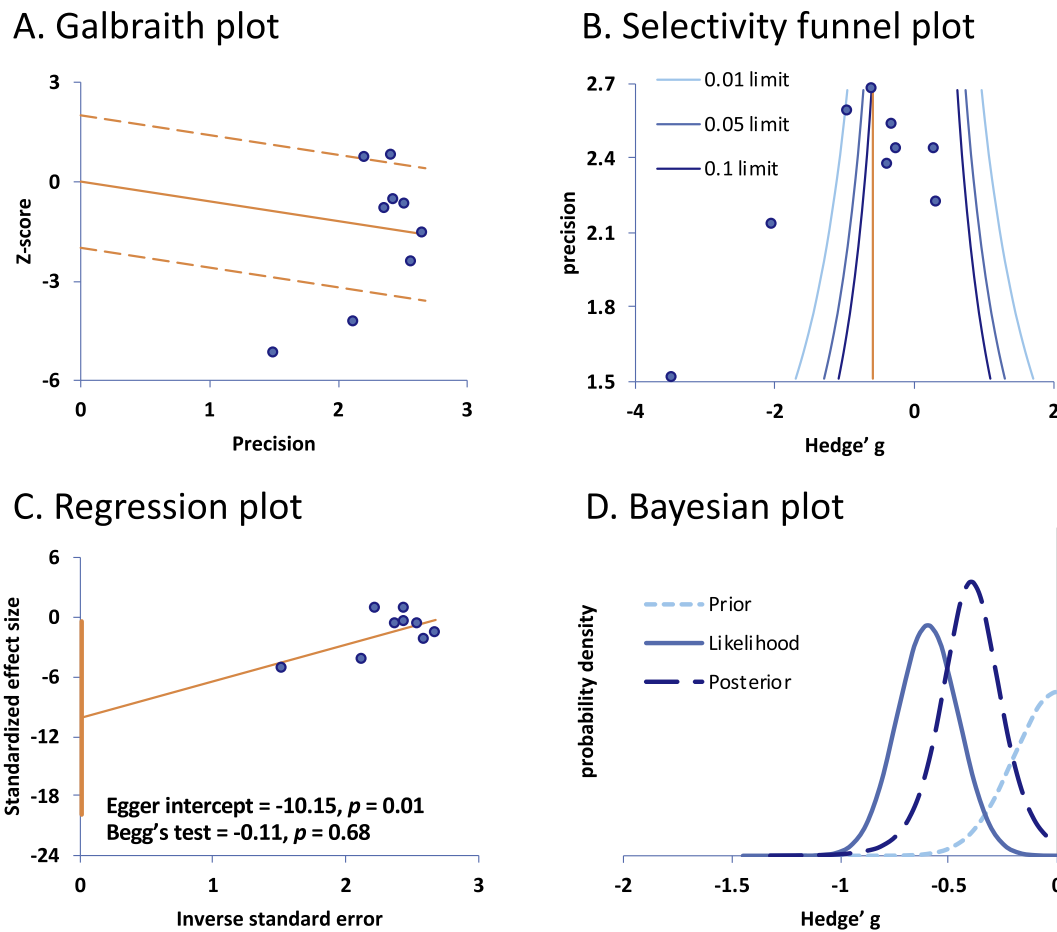 A. Galbraith plot
3
0
-3
-6
Z-score
0
1
2
3
Precision
B. Selectivity funnel plot
2.7
2.4
2.1
1.8
1.5
precision
0.01 limit
0.05 limit
0.1 limit
-4
-2
0
2
Hedge' g
C. Regression plot
6
0
-6
-12
-18
-24
Standardized effect size
Egger intercept = -10.15, p = 0.01
Begg's test = -0.11, p = 0.68
0
1
2
3
Inverse standard error
D. Bayesian plot
probability density
Prior
Likelihood
Posterior
-2
-1.5
-1
-0.5
0
Hedge' g